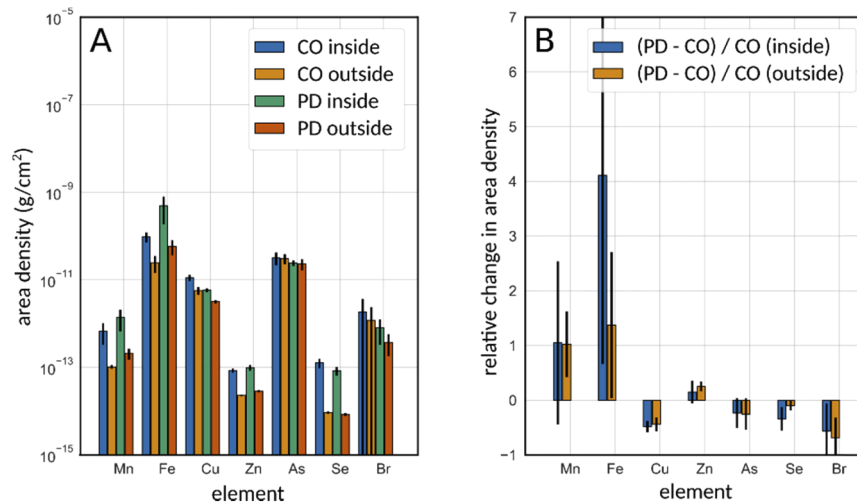 A
CO inside
CO outside
PD inside
PD outside
area density (g/cm²)
10⁻⁵
10⁻⁷
10⁻⁹
10⁻¹¹
10⁻¹³
10⁻¹⁵
Mn Fe Cu Zn As Se Br
element
B
(PD - CO) / CO (inside)
(PD - CO) / CO (outside)
relative change in area density
7
6
5
4
3
2
1
0
−1
Mn Fe Cu Zn As Se Br
element